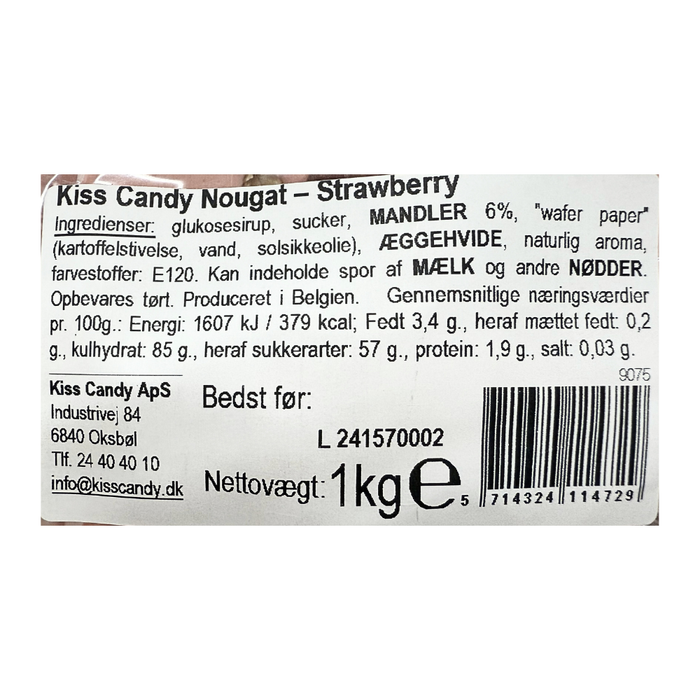 Kiss Candy Nougat – Strawberry
Ingredienser: glukosesirup, sucker, MANDLER 6%, "wafer paper"
(kartoffelstivelse, vand, solsikkeolie), ÆGGEHVIDE, naturlig aroma,
farvestoffer: E120. Kan indeholde spor af MÆLK og andre NØDDER.
Opbevares tørt. Produceret i Belgien. Gennemsnitlige næringsværdier
pr. 100g.: Energi: 1607 kJ / 379 kcal; Fedt 3,4 g., heraf mættet fedt: 0,2
g., kulhydrat: 85 g., heraf sukkerarter: 57 g., protein: 1,9 g., salt: 0,03 g.
9075
Kiss Candy ApS
Industrivej 84
6840 Oksbøl
Tlf. 24 40 40 10
info@kisscandy.dk
Bedst før:
L 241570002
Nettovægt: 1kg e
5 714324 114729